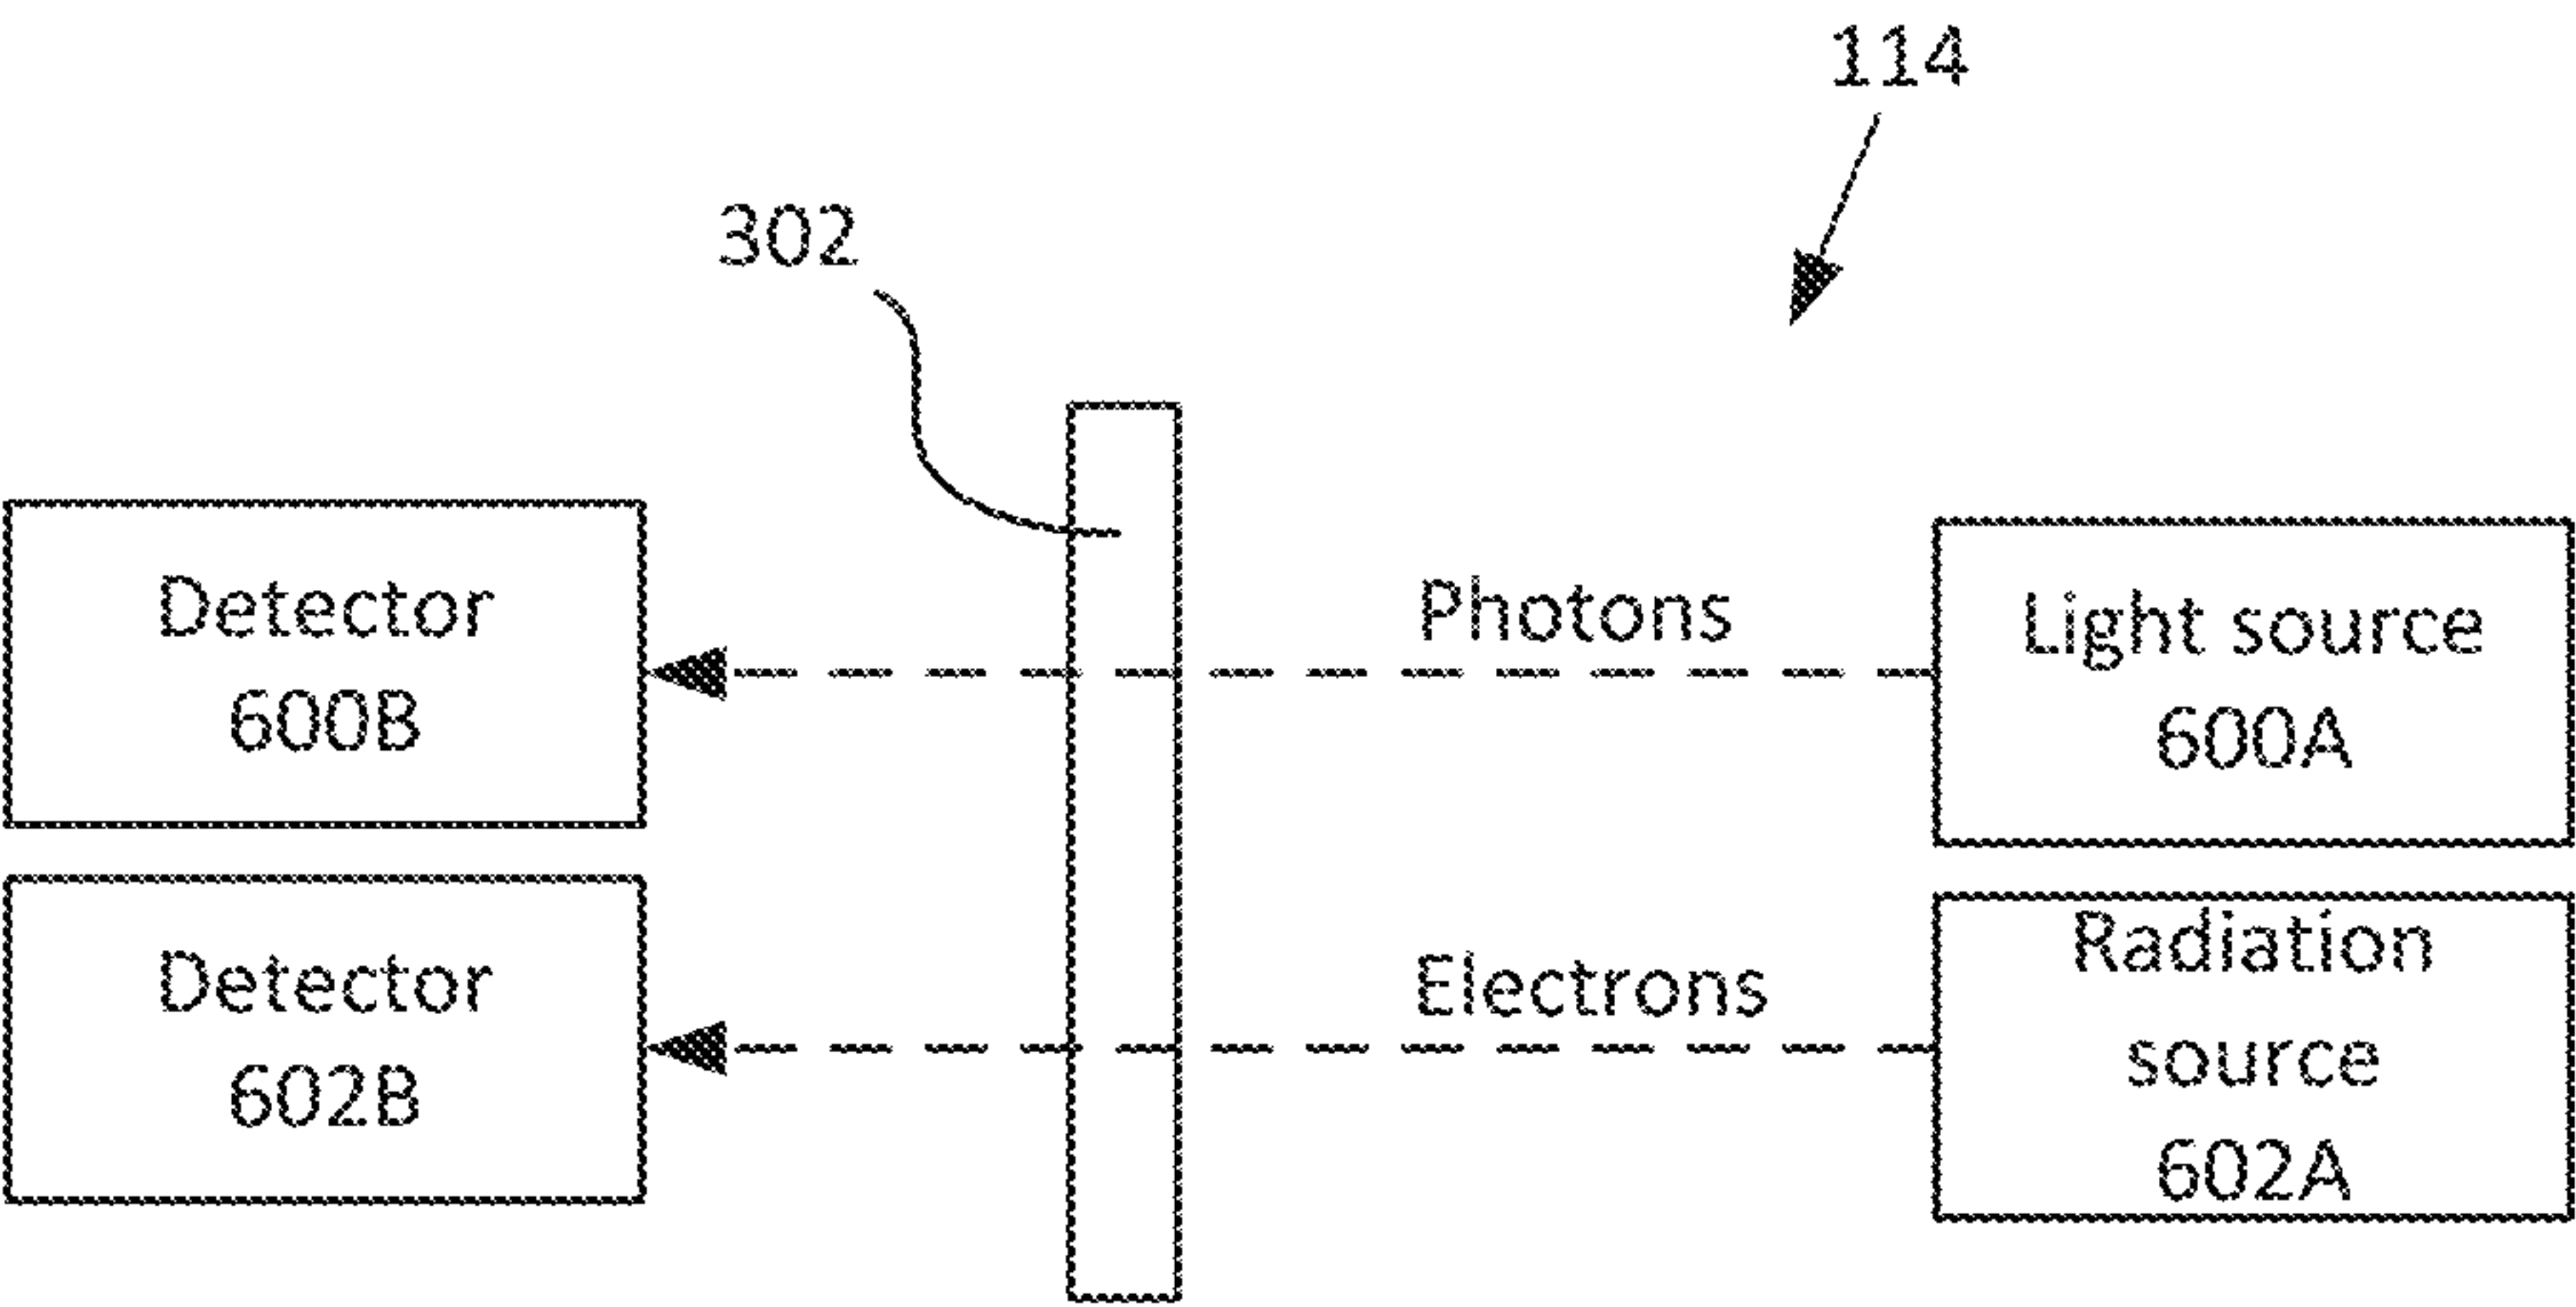 114
302
Detector
600B
Photons
Light source
600A
Detector
602B
Electrons
Radiation
source
602A